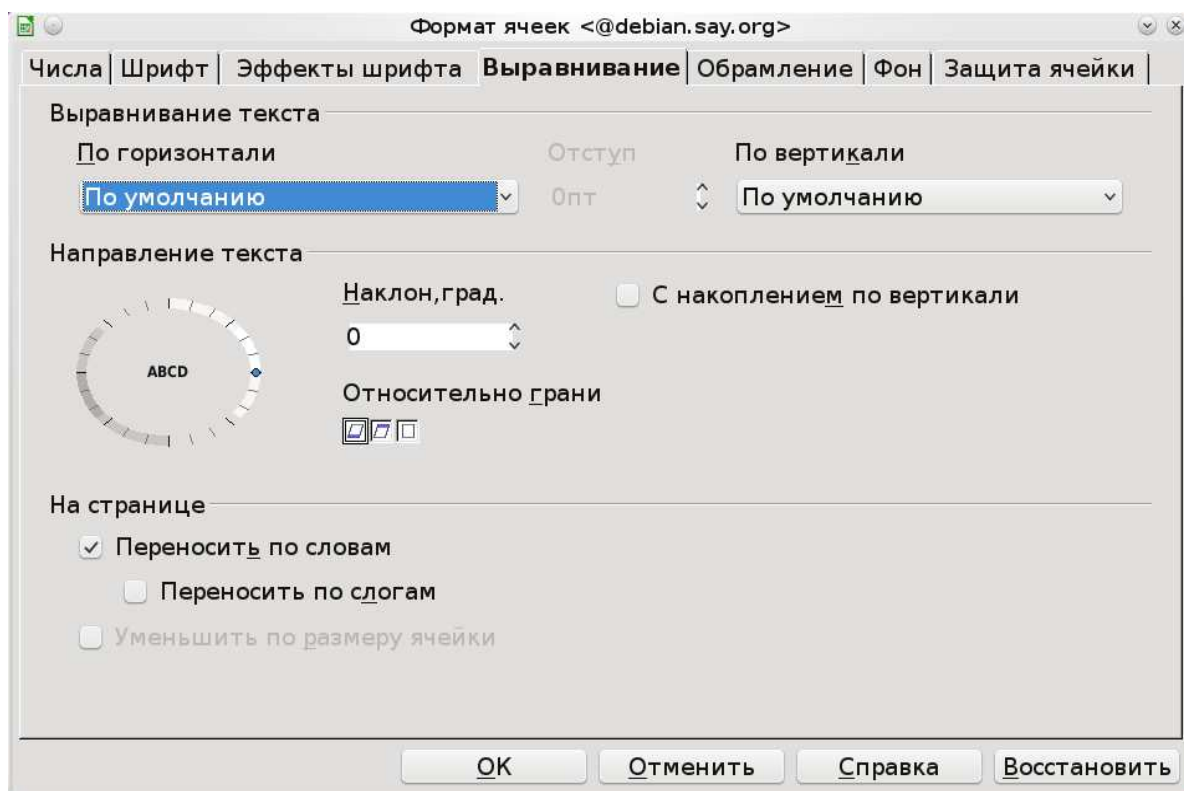 Формат ячеек <@debian.say.org>
Числа Шрифт Эффекты шрифта Выравнивание Обрамление Фон Защита ячейки
Выравнивание текста
По горизонтали Отступ По вертикали
По умолчанию 0пт По умолчанию
Направление текста
Наклон,град. С накоплением по вертикали
0
ABCD
Относительно грани
На странице
Переносить по словам
Переносить по слогам
Уменьшить по размеру ячейки
OK Отменить Справка Восстановить